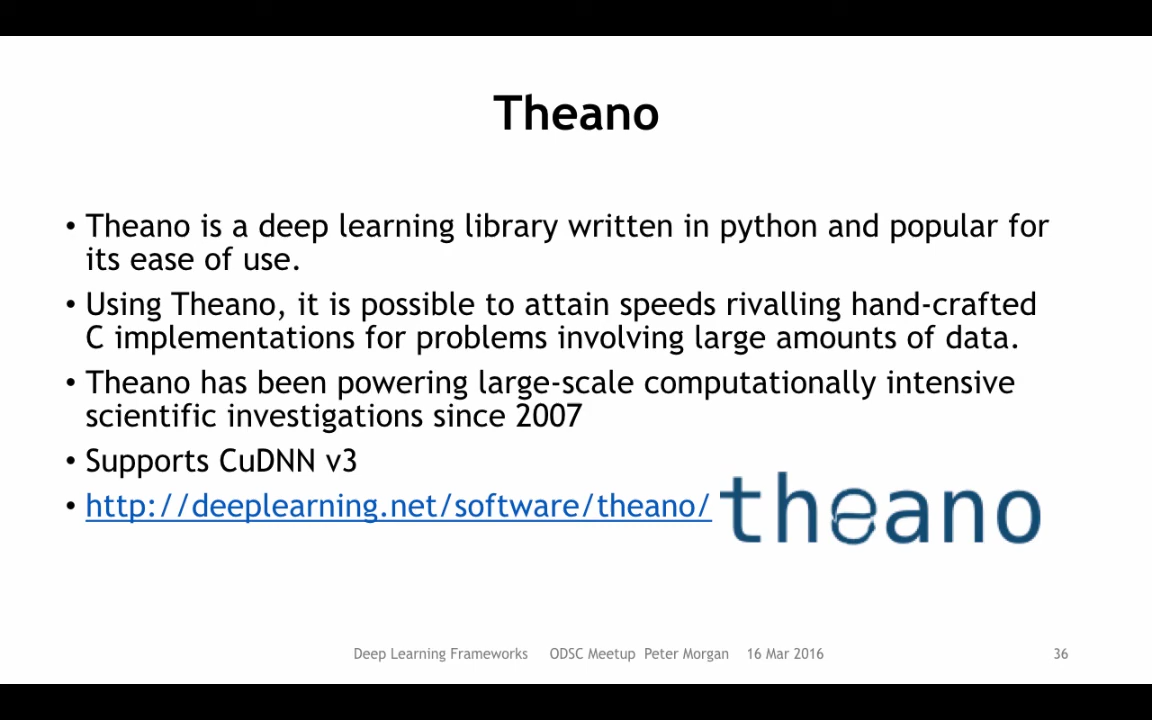 Theano
• Theano is a deep learning library written in python and popular for
its ease of use.
• Using Theano, it is possible to attain speeds rivalling hand-crafted
C implementations for problems involving large amounts of data.
• Theano has been powering large-scale computationally intensive
scientific investigations since 2007
• Supports CuDNN v3
• http://deeplearning.net/software/theano/
theano
Deep Learning Frameworks ODSC Meetup Peter Morgan 16 Mar 2016 36